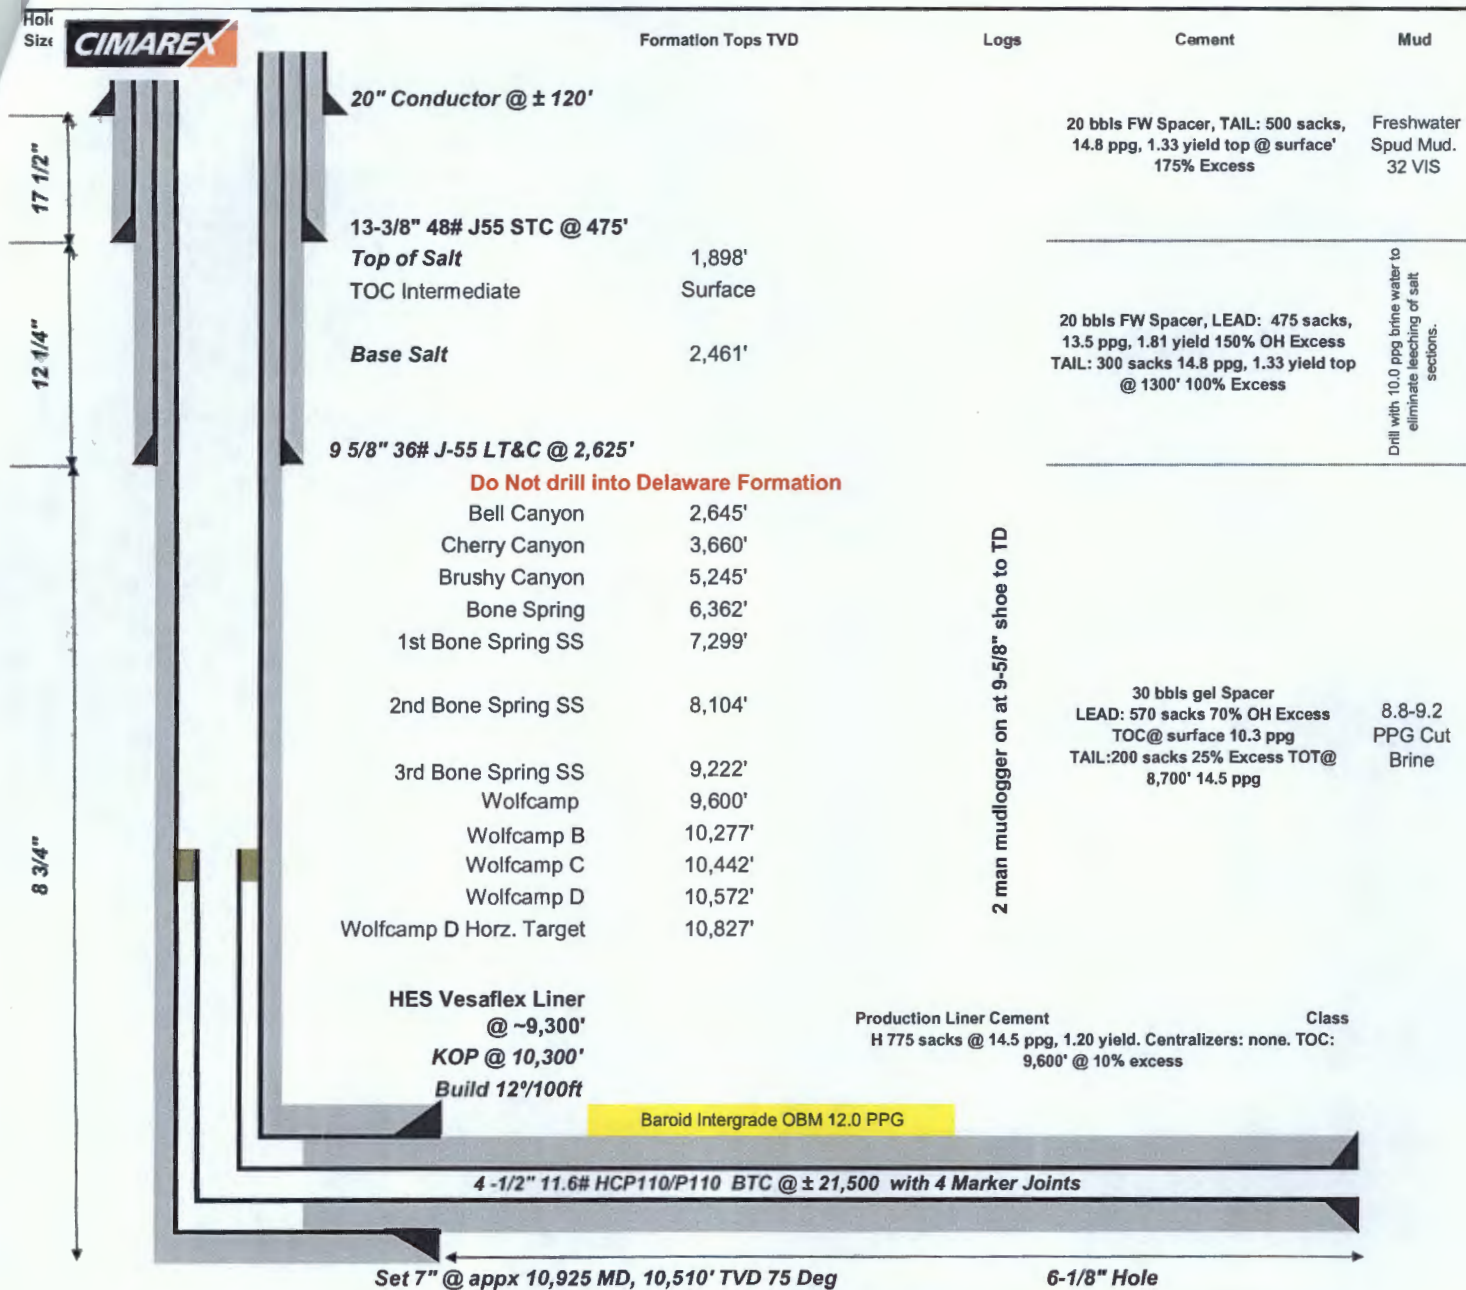 Hole
Size
CIMAREX
Formation Tops TVD
Logs
Cement
Mud
20" Conductor @ ± 120'
20 bbls FW Spacer, TAIL: 500 sacks,
14.8 ppg, 1.33 yield top @ surface'
175% Excess
Freshwater
Spud Mud.
32 VIS
17 1/2"
13-3/8" 48# J55 STC @ 475'
Top of Salt 1,898'
TOC Intermediate Surface
Base Salt 2,461'
12 1/4"
20 bbls FW Spacer, LEAD: 475 sacks,
13.5 ppg, 1.81 yield 150% OH Excess
TAIL: 300 sacks 14.8 ppg, 1.33 yield top
@ 1300' 100% Excess
Drill with 10.0 ppg brine water to
eliminate leeching of salt
sections.
9 5/8" 36# J-55 LT&C @ 2,625'
Do Not drill into Delaware Formation
Bell Canyon 2,645'
Cherry Canyon 3,660'
Brushy Canyon 5,245'
Bone Spring 6,362'
1st Bone Spring SS 7,299'
2nd Bone Spring SS 8,104'
3rd Bone Spring SS 9,222'
Wolfcamp 9,600'
Wolfcamp B 10,277'
Wolfcamp C 10,442'
Wolfcamp D 10,572'
Wolfcamp D Horz. Target 10,827'
8 3/4"
2 man mudlogger on at 9-5/8" shoe to TD
30 bbls gel Spacer
LEAD: 570 sacks 70% OH Excess
TOC@ surface 10.3 ppg
TAIL:200 sacks 25% Excess TOT@
8,700' 14.5 ppg
8.8-9.2
PPG Cut
Brine
HES Vesaflex Liner
@ ~9,300'
KOP @ 10,300'
Build 12º/100ft
Production Liner Cement Class
H 775 sacks @ 14.5 ppg, 1.20 yield. Centralizers: none. TOC:
9,600' @ 10% excess
Baroid Intergrade OBM 12.0 PPG
4 -1/2" 11.6# HCP110/P110 BTC @ ± 21,500 with 4 Marker Joints
Set 7" @ appx 10,925 MD, 10,510' TVD 75 Deg
6-1/8" Hole